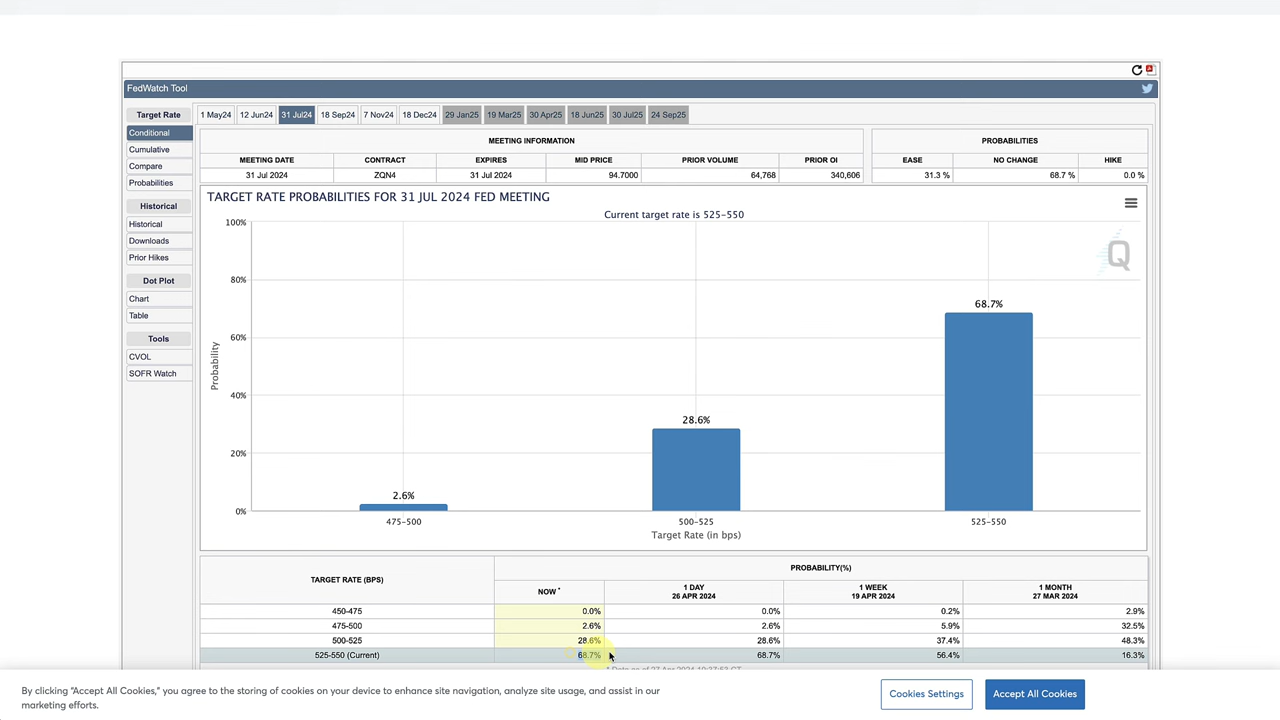 FedWatch Tool
Target Rate
Conditional
Cumulative
Compare
Probabilities
Historical
Historical
Downloads
Prior Hikes
Dot Plot
Chart
Table
Tools
CVOL
SOFR Watch
1 May24 12 Jun24 31 Jul24 18 Sep24 7 Nov24 18 Dec24 29 Jan25 19 Mar25 30 Apr25 18 Jun25 30 Jul25 24 Sep25
MEETING INFORMATION
MEETING DATE CONTRACT EXPIRES MID PRICE PRIOR VOLUME PRIOR OI
31 Jul 2024 ZQN4 31 Jul 2024 94.7000 64,768 340,606
PROBABILITIES
EASE NO CHANGE HIKE
31.3 % 68.7 % 0.0 %
TARGET RATE PROBABILITIES FOR 31 JUL 2024 FED MEETING
Current target rate is 525-550
Q
Probability
100%
80%
60%
40%
20%
0%
2.6%
28.6%
68.7%
475-500 500-525 525-550
Target Rate (in bps)
TARGET RATE (BPS) PROBABILITY(%)
NOW * 1 DAY 26 APR 2024 1 WEEK 19 APR 2024 1 MONTH 27 MAR 2024
450-475 0.0% 0.0% 0.2% 2.9%
475-500 2.6% 2.6% 5.9% 32.5%
500-525 28.6% 28.6% 37.4% 48.3%
525-550 (Current) 68.7% 68.7% 56.4% 16.3%
By clicking "Accept All Cookies," you agree to the storing of cookies on your device to enhance site navigation, analyze site usage, and assist in our
marketing efforts.
Cookies Settings
Accept All Cookies